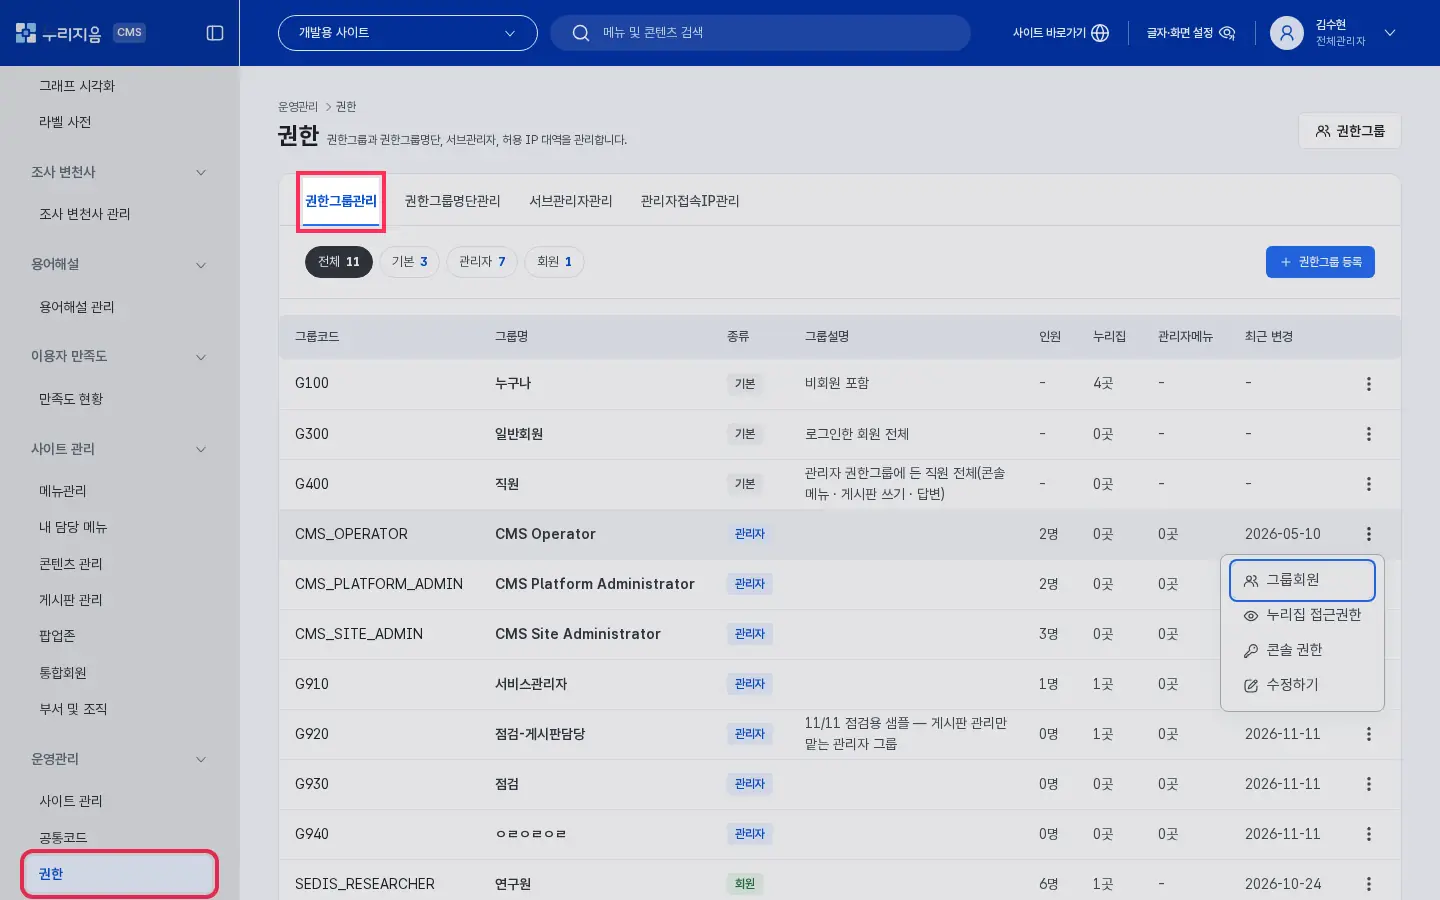 누리지음 CMS
개발용 사이트
메뉴 및 콘텐츠 검색
사이트 바로가기
글자·화면 설정
김수현
전체관리자
그래프 시각화
라벨 사전
조사 변천사
조사 변천사 관리
용어해설
용어해설 관리
이용자 만족도
만족도 현황
사이트 관리
메뉴관리
내 담당 메뉴
콘텐츠 관리
게시판 관리
팝업존
통합회원
부서 및 조직
운영관리
사이트 관리
공통코드
권한
운영관리 > 권한
권한 권한그룹과 권한그룹명단, 서브관리자, 허용 IP 대역을 관리합니다.
권한그룹
권한그룹관리 권한그룹명단관리 서브관리자관리 관리자접속IP관리
전체 11 기본 3 관리자 7 회원 1
+ 권한그룹 등록
그룹코드 그룹명 종류 그룹설명 인원 누리집 관리자메뉴 최근 변경
G100 누구나 기본 비회원 포함 - 4곳 - -
G300 일반회원 기본 로그인한 회원 전체 - 0곳 - -
G400 직원 기본 관리자 권한그룹에 든 직원 전체(콘솔 - 0곳 - -
메뉴 · 게시판 쓰기 · 답변)
CMS_OPERATOR CMS Operator 관리자 2명 0곳 0곳 2026-05-10
CMS_PLATFORM_ADMIN CMS Platform Administrator 관리자 2명 0곳 0곳
CMS_SITE_ADMIN CMS Site Administrator 관리자 3명 0곳 0곳
G910 서비스관리자 관리자 1명 1곳 0곳
그룹회원
누리집 접근권한
콘솔 권한
수정하기
G920 점검-게시판담당 관리자 11/11 점검용 샘플 — 게시판 관리만 0명 1곳 0곳 2026-11-11
맡는 관리자 그룹
G930 점검 관리자 0명 0곳 0곳 2026-11-11
G940 ㅇㄹㅇㄹㅇㄹ 관리자 0명 0곳 0곳 2026-11-11
SEDIS_RESEARCHER 연구원 회원 6명 1곳 - 2026-10-24